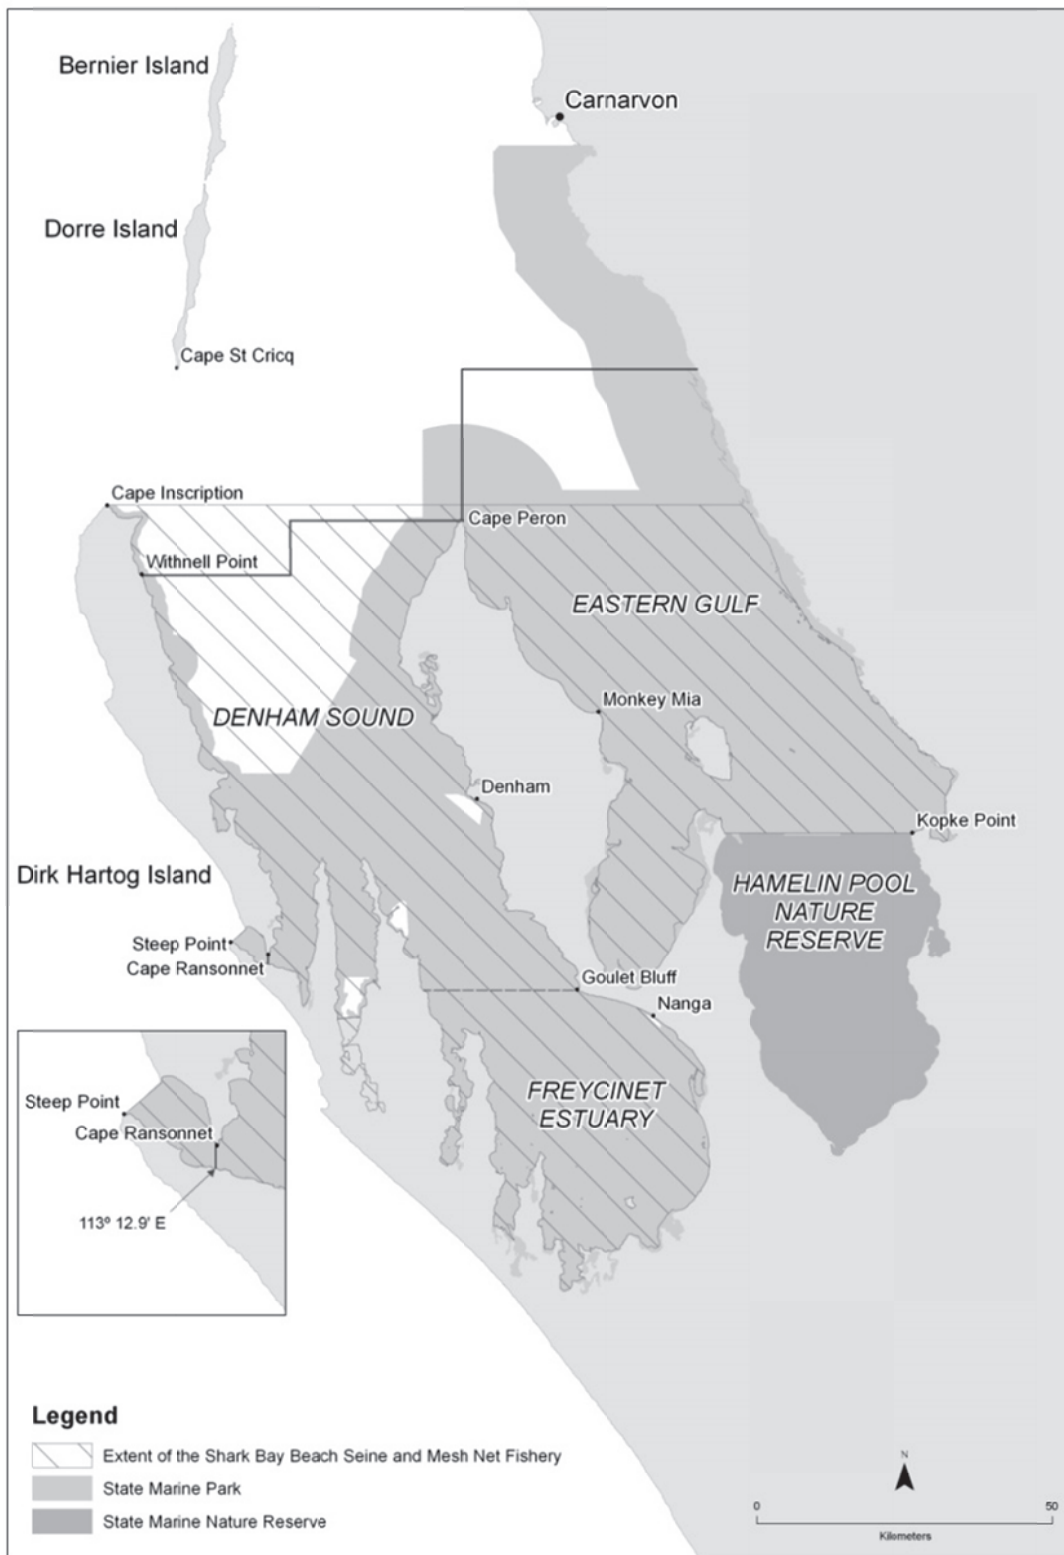 Bernier Island
Carnarvon
Dorre Island
Cape St Cricq
Cape Inscription
Cape Peron
Withnell Point
EASTERN GULF
Monkey Mia
DENHAM SOUND
Denham
Kopke Point
Dirk Hartog Island
HAMELIN POOL
NATURE
RESERVE
Steep Point
Cape Ransonnet
Goulet Bluff
Nanga
FREYCINET
ESTUARY
Steep Point
Cape Ransonnet
113º 12.9' E
Legend
Extent of the Shark Bay Beach Seine and Mesh Net Fishery
State Marine Park
State Marine Nature Reserve
N
0 50
Kilometers